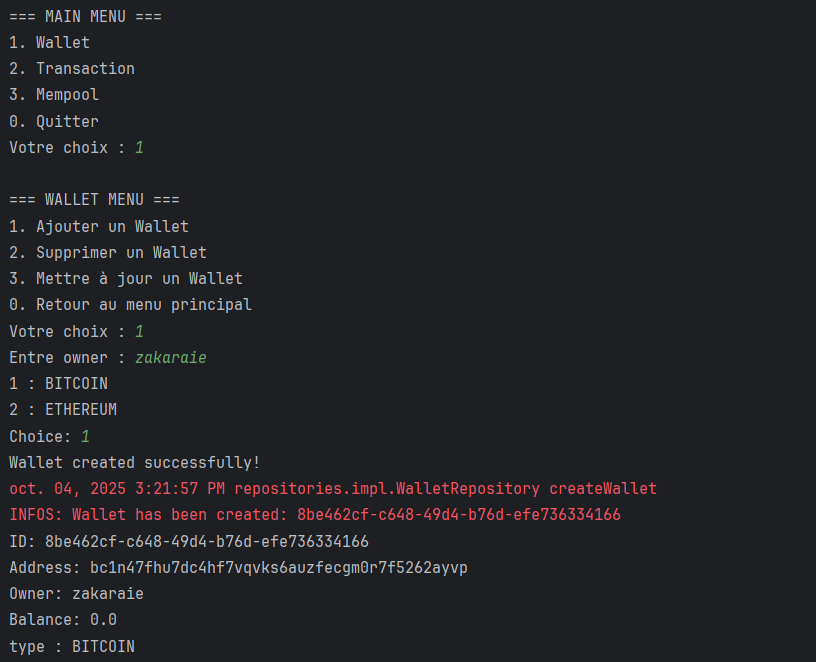 === MAIN MENU ===
1. Wallet
2. Transaction
3. Mempool
0. Quitter
Votre choix : 1
=== WALLET MENU ===
1. Ajouter un Wallet
2. Supprimer un Wallet
3. Mettre à jour un Wallet
0. Retour au menu principal
Votre choix : 1
Entre owner : zakaraie
1 : BITCOIN
2 : ETHEREUM
Choice: 1
Wallet created successfully!
oct. 04, 2025 3:21:57 PM repositories.impl.WalletRepository createWallet
INFOS: Wallet has been created: 8be462cf-c648-49d4-b76d-efe736334166
ID: 8be462cf-c648-49d4-b76d-efe736334166
Address: bc1n47fhu7dc4hf7vqvks6auzfecgm0r7f5262ayvp
Owner: zakaraie
Balance: 0.0
type : BITCOIN